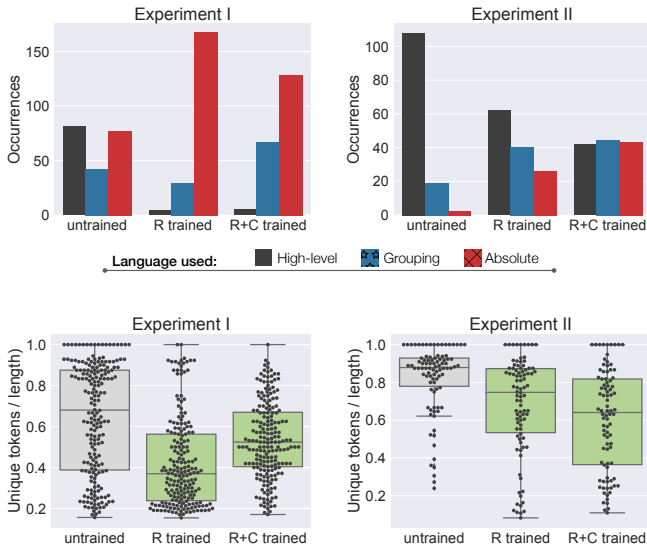 Experiment I
Experiment II
Occurrences
150
100
50
0
untrained R trained R+C trained
Occurrences
100
80
60
40
20
0
untrained R trained R+C trained
Language used: High-level Grouping Absolute
Experiment I
Experiment II
Unique tokens / length)
1.0
0.8
0.6
0.4
0.2
untrained R trained R+C trained
Unique tokens / length)
1.0
0.8
0.6
0.4
0.2
untrained R trained R+C trained